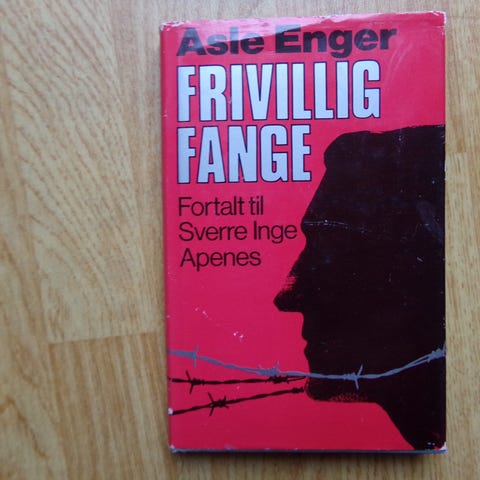 Asle Enger
FRIVILLIG
FANGE
Fortalt til
Sverre Inge
Apenes